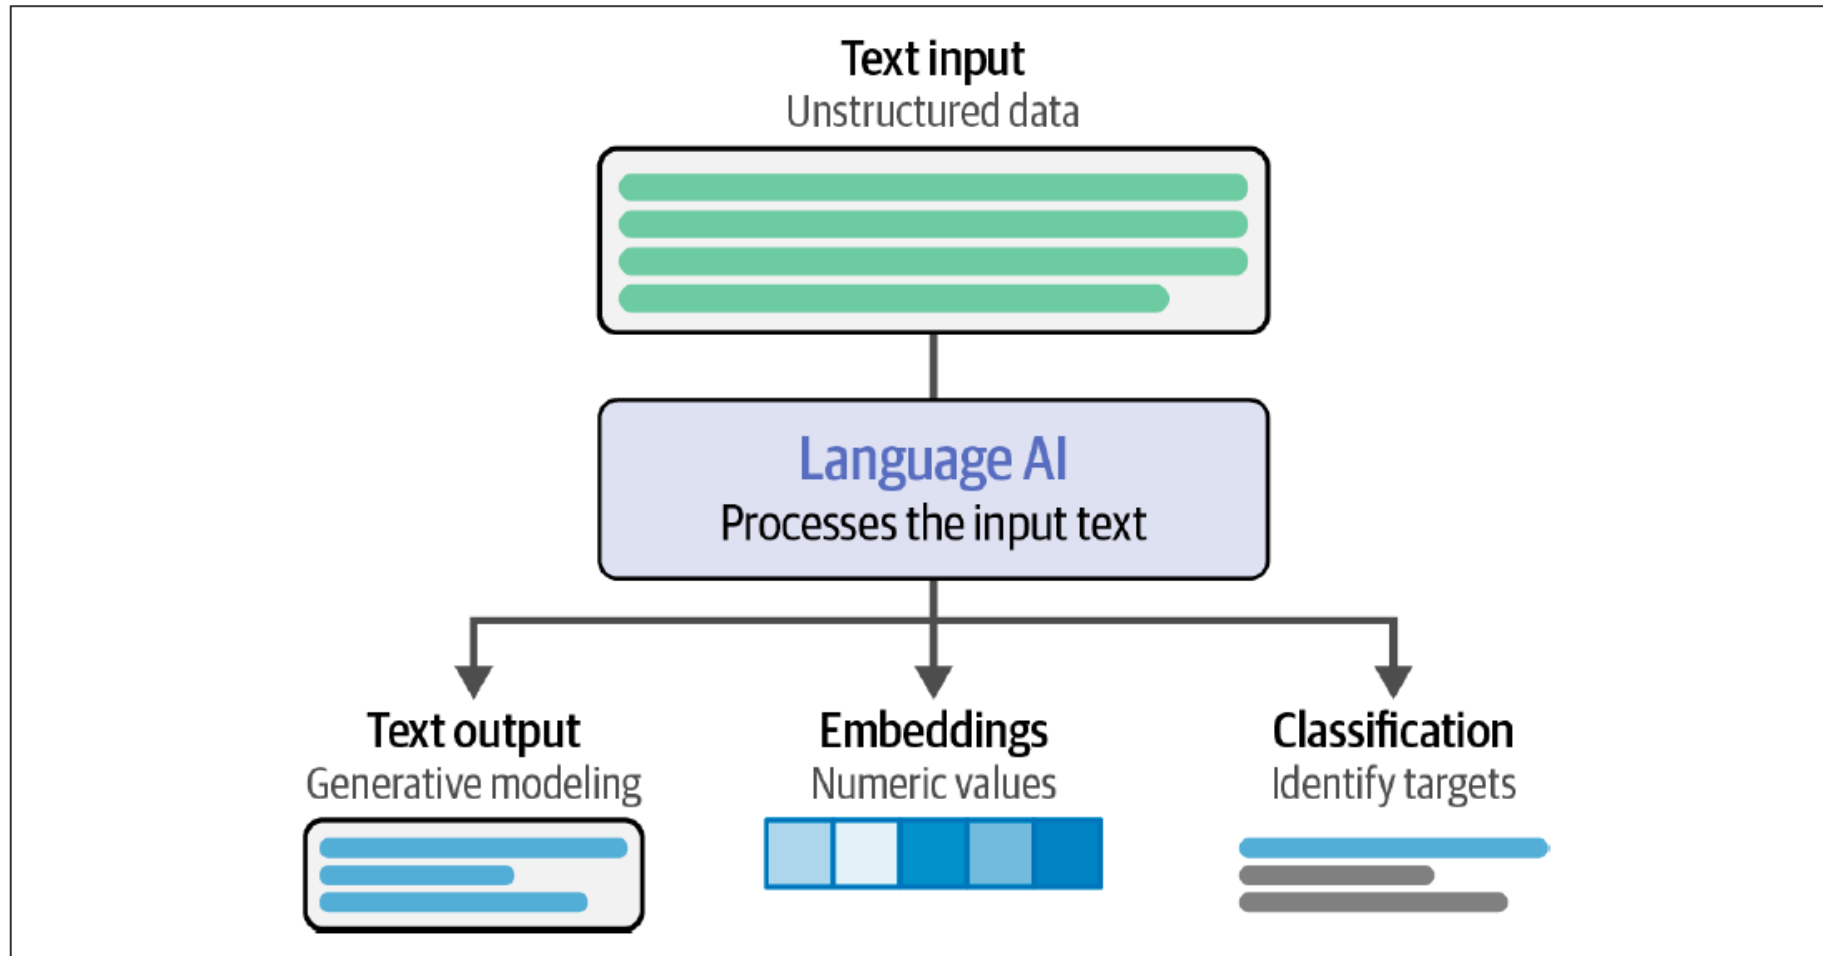 Text input
Unstructured data
Language AI
Processes the input text
Text output
Generative modeling
Embeddings
Numeric values
Classification
Identify targets